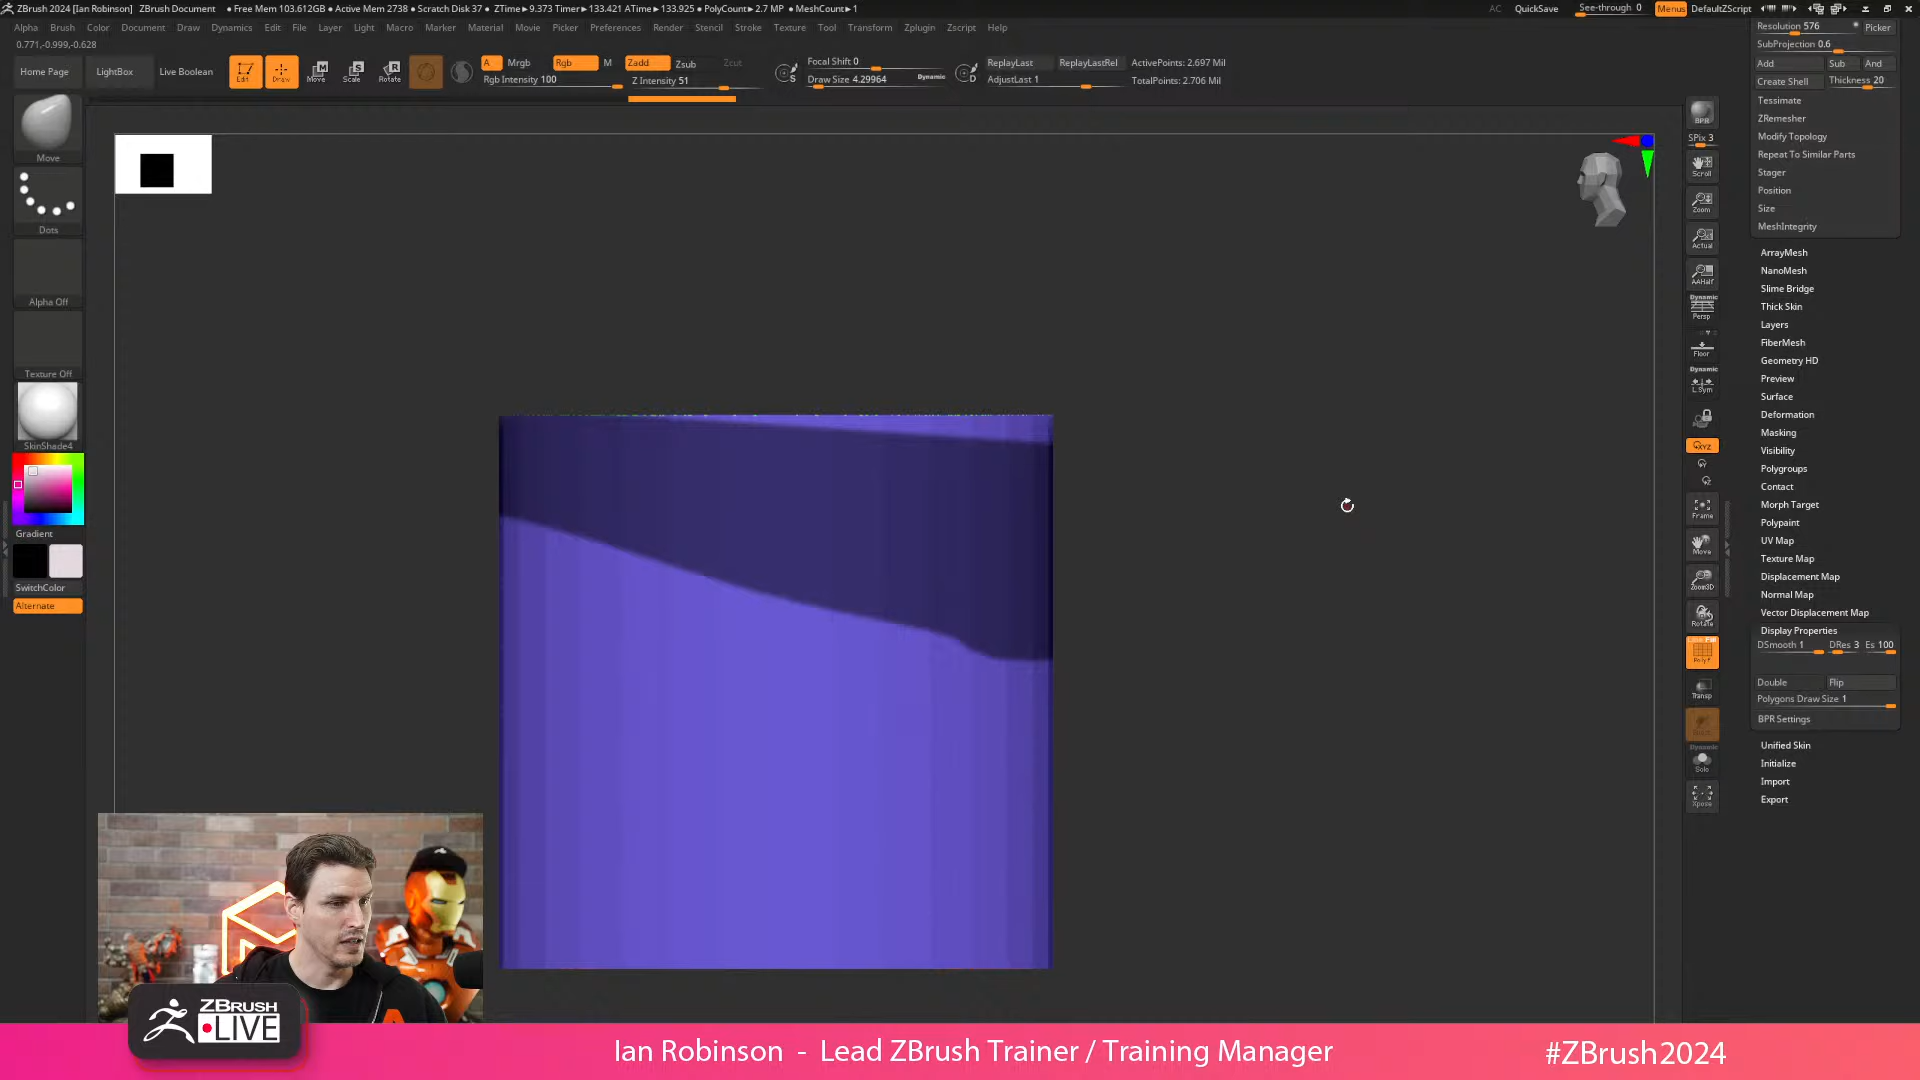 ZBrush 2024 [Ian Robinson] ZBrush Document ● Free Mem 103.612GB ● Active Mem 2738 ● Scratch Disk 37 ● ZTime▸9.373 Timer▸133.421 ATime▸133.925 ● PolyCount▸2.7 MP ● MeshCount▸1
AC QuickSave See-through 0 Menus DefaultZScript
Alpha Brush Color Document Draw Dynamics Edit File Layer Light Macro Marker Material Movie Picker Preferences Render Stencil Stroke Texture Tool Transform Zplugin Zscript Help
0.771,-0.999,-0.628
Home Page LightBox Live Boolean
Edit Draw Move Scale Rotate
A Mrgb Rgb M Zadd Zsub Zcut
Rgb Intensity 100 Z Intensity 51
Focal Shift 0
Draw Size 4.29964 Dynamic
ReplayLast ReplayLastRel ActivePoints: 2.697 Mil
AdjustLast 1 TotalPoints: 2.706 Mil
Move
Dots
Alpha Off
Texture Off
SkinShade4
Gradient
SwitchColor
Alternate
BPR
SPix 3
Scroll
Zoom
Actual
AAHalf
Dynamic
Persp
Floor
Dynamic
L.Sym
XYZ
Frame
Move
Zoom3D
Rotate
Line Fill
PolyF
Transp
Dynamic
Solo
Xpose
Resolution 576 Picker
SubProjection 0.6
Add Sub And
Create Shell Thickness 20
Tessimate
ZRemesher
Modify Topology
Repeat To Similar Parts
Stager
Position
Size
MeshIntegrity
ArrayMesh
NanoMesh
Slime Bridge
Thick Skin
Layers
FiberMesh
Geometry HD
Preview
Surface
Deformation
Masking
Visibility
Polygroups
Contact
Morph Target
Polypaint
UV Map
Texture Map
Displacement Map
Normal Map
Vector Displacement Map
Display Properties
DSmooth 1 DRes 3 Es 100
Double Flip
Polygons Draw Size 1
BPR Settings
Unified Skin
Initialize
Import
Export
ZBRUSH
LIVE
Ian Robinson - Lead ZBrush Trainer / Training Manager
#ZBrush2024